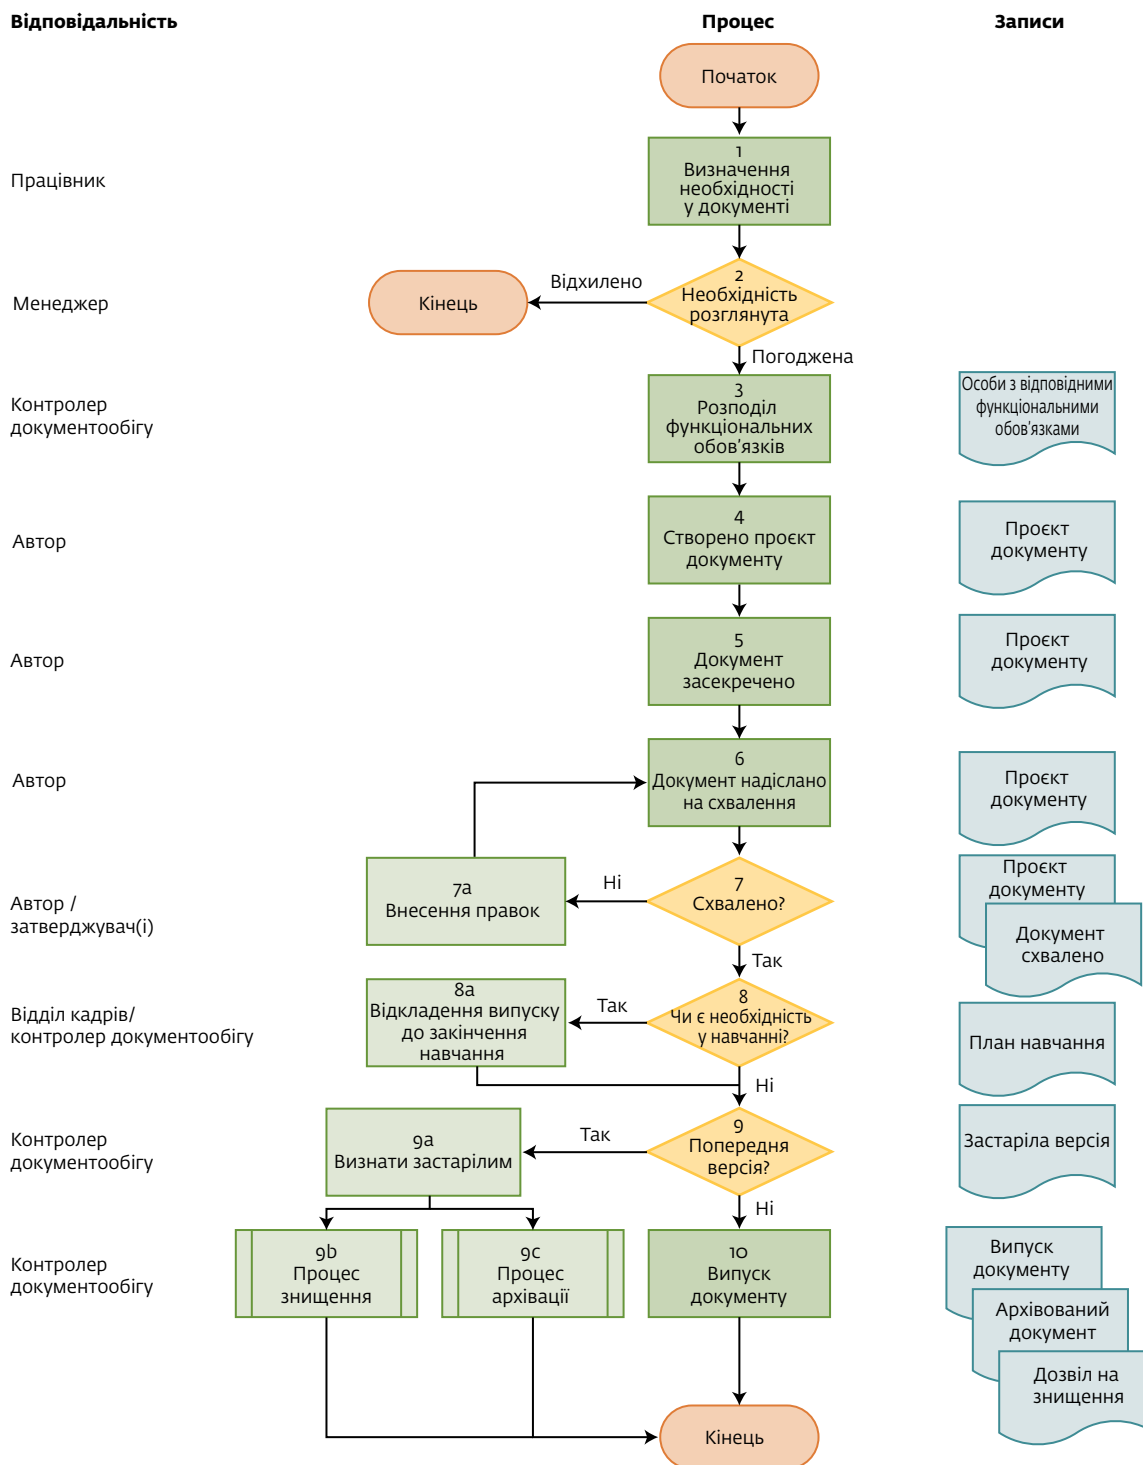 Відповідальність
Процес
Записи
Початок
Працівник
1
Визначення
необхідності
у документі
Менеджер
Кінець
Відхилено
2
Необхідність
розглянута
Погоджена
Контролер
документообігу
3
Розподіл
функціональних
обов’язків
Особи з відповідними
функціональними
обов’язками
Автор
4
Створено проєкт
документу
Проєкт
документу
Автор
5
Документ
засекречено
Проєкт
документу
Автор
6
Документ надіслано
на схвалення
Проєкт
документу
Автор /
затверджувач(і)
7a
Внесення правок
Ні
7
Схвалено?
Так
Проєкт
документу
Документ
схвалено
Відділ кадрів/
контролер документообігу
8a
Відкладення випуску
до закінчення
навчання
Так
8
Чи є необхідність
у навчанні?
Ні
План навчання
Контролер
документообігу
9a
Визнати застарілим
Так
9
Попередня
версія?
Ні
Застаріла версія
Контролер
документообігу
9b
Процес
знищення
9c
Процес
архівації
10
Випуск
документу
Випуск
документу
Архівований
документ
Дозвіл на
знищення
Кінець